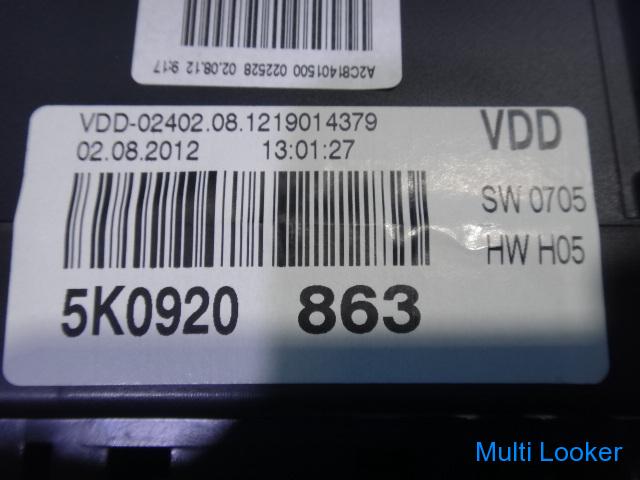 A2C81401500 022528 02.08.12 9:17
VDD-02402.08.1219014379
02.08.2012 13:01:27
VDD
SW 0705
HW H05
5K0920 863
Multi Looker